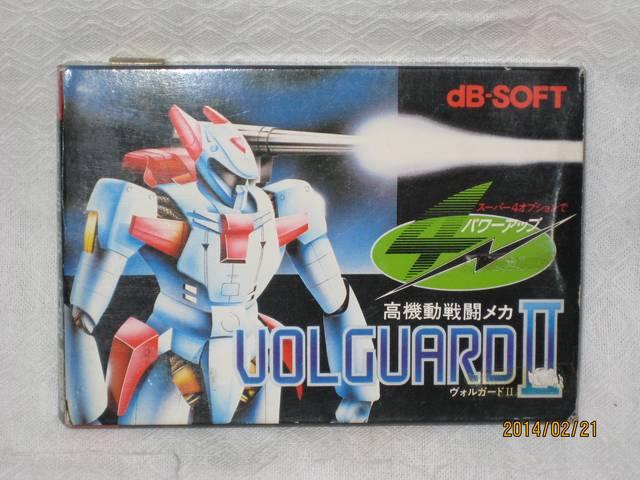 dB-SOFT
スーパー4オプションで
4
パワーアップ
高機動戦闘メカ
VOLGUARD II
ヴォルガードII
2014/02/21